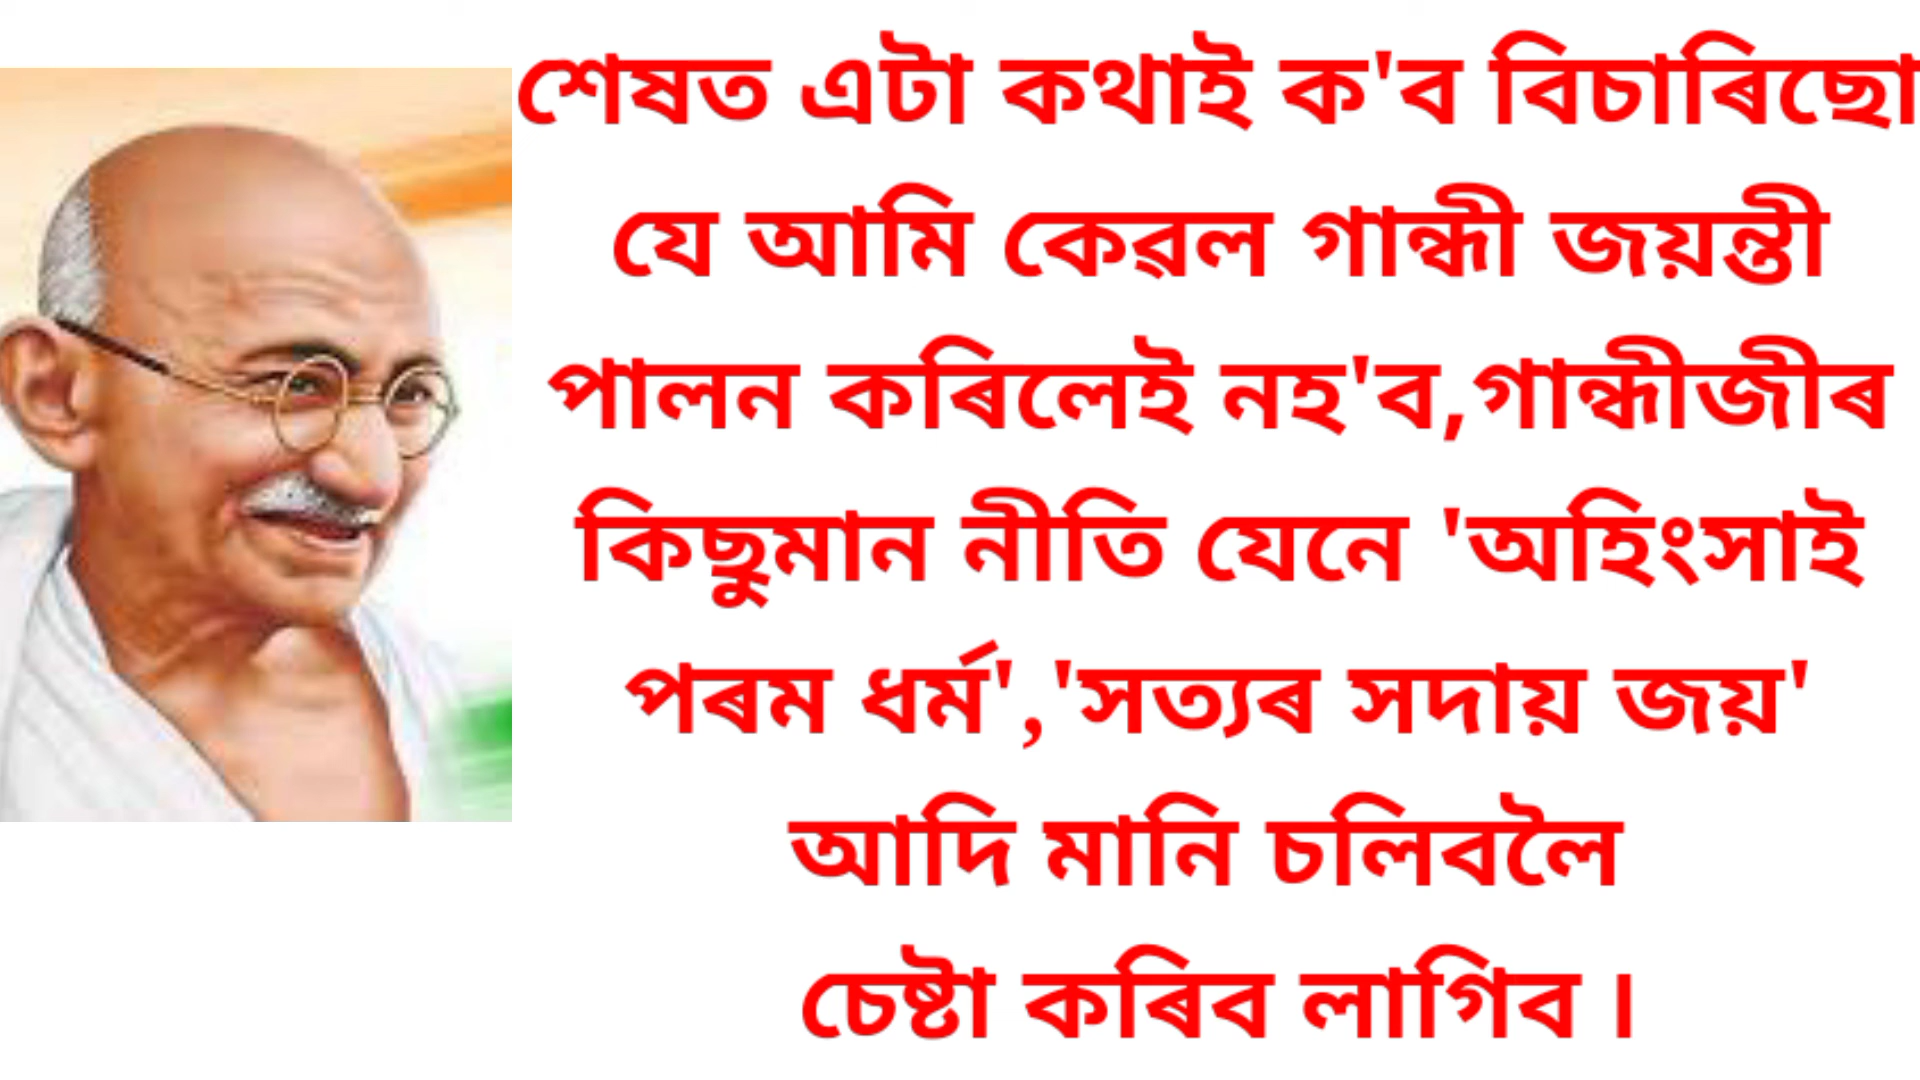 শেষত এটা কথাই ক'ব বিচাৰিছো
যে আমি কেৱল গান্ধী জয়ন্তী
পালন কৰিলেই নহ'ব,গান্ধীজীৰ
কিছুমান নীতি যেনে 'অহিংসাই
পৰম ধৰ্ম','সত্যৰ সদায় জয়'
আদি মানি চলিবলৈ
চেষ্টা কৰিব লাগিব ।